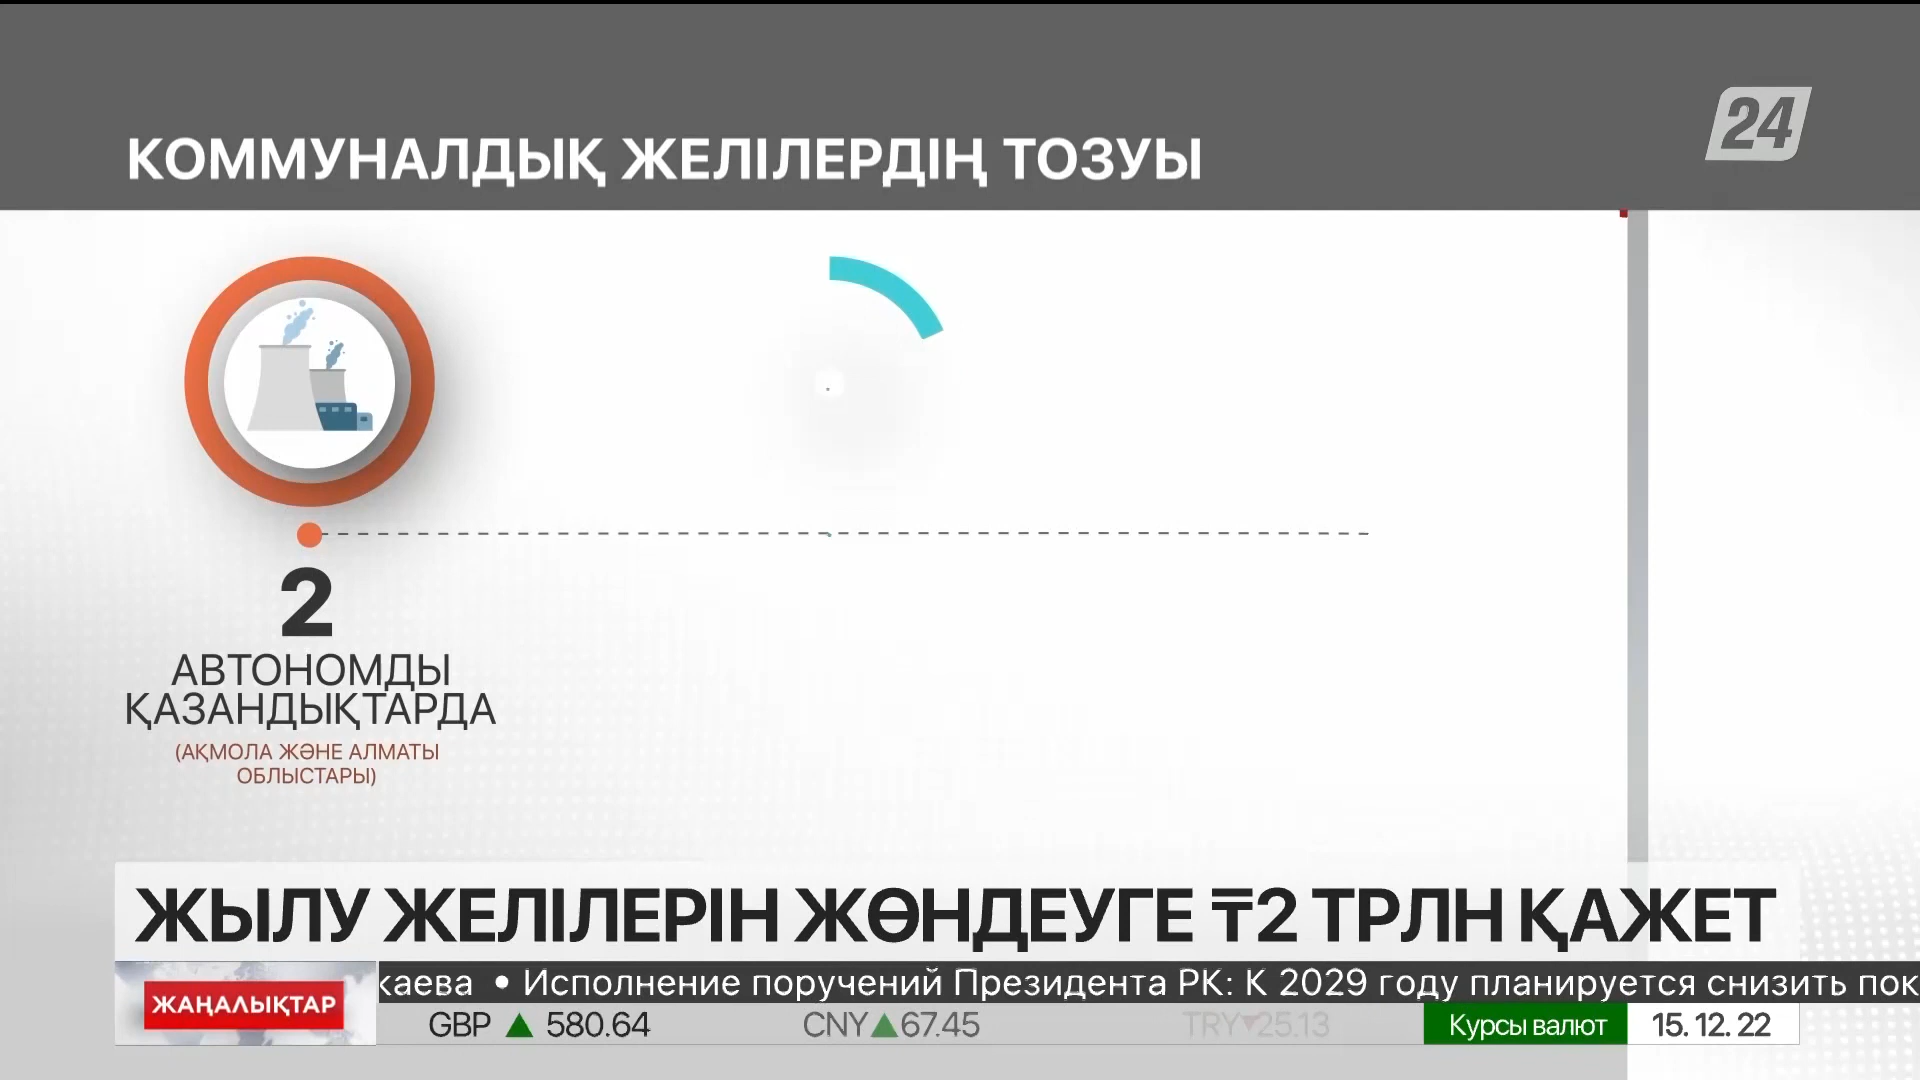 24
КОММУНАЛДЫҚ ЖЕЛІЛЕРДІҢ ТОЗУЫ
2
АВТОНОМДЫ
ҚАЗАНДЫҚТАРДА
(АҚМОЛА ЖӘНЕ АЛМАТЫ
ОБЛЫСТАРЫ)
ЖЫЛУ ЖЕЛІЛЕРІН ЖӨНДЕУГЕ ₸2 ТРЛН ҚАЖЕТ
ЖАҢАЛЫҚТАР
каева • Исполнение поручений Президента РК: К 2029 году планируется снизить пок
GBP ▲ 580.64 CNY ▲ 67.45 TRY ▼ 25.13 Курсы валют 15. 12. 22